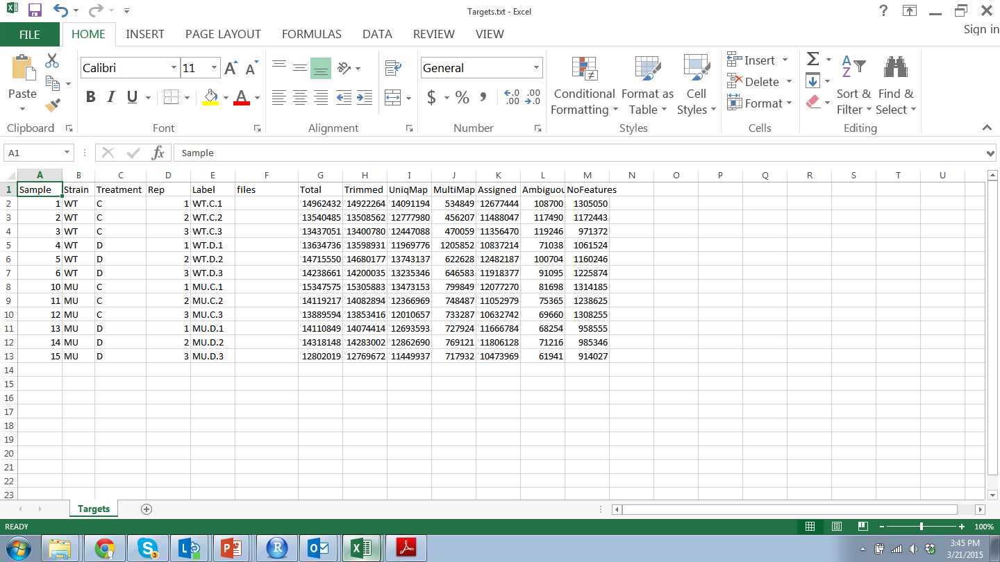 Targets.txt - Excel
Sign in
FILE HOME INSERT PAGE LAYOUT FORMULAS DATA REVIEW VIEW
Calibri 11 General
Paste
Conditional Formatting
Format as Table
Cell Styles
Insert
Delete
Format
Sort & Filter
Find & Select
Clipboard Font Alignment Number Styles Cells Editing
A1 fx Sample
A B C D E F G H I J K L M N O P Q R S T U
1 Sample Strain Treatment Rep Label files Total Trimmed UniqMap MultiMap Assigned Ambiguou NoFeatures
2 1 WT C 1 WT.C.1 14962432 14922264 14091194 534849 12677444 108700 1305050
3 2 WT C 2 WT.C.2 13540485 13508562 12777980 456207 11488047 117490 1172443
4 3 WT C 3 WT.C.3 13437051 13400780 12447088 470059 11356470 119246 971372
5 4 WT D 1 WT.D.1 13634736 13598931 11969776 1205852 10837214 71038 1061524
6 5 WT D 2 WT.D.2 14715550 14680177 13743137 622628 12482187 100704 1160246
7 6 WT D 3 WT.D.3 14238661 14200035 13235346 646583 11918377 91095 1225874
8 10 MU C 1 MU.C.1 15347575 15305883 13473153 799849 12077270 81698 1314185
9 11 MU C 2 MU.C.2 14119217 14082894 12366969 748487 11052979 75365 1238625
10 12 MU C 3 MU.C.3 13889594 13853416 12010657 733287 10632742 69660 1308255
11 13 MU D 1 MU.D.1 14110849 14074414 12693593 727924 11666784 68254 958555
12 14 MU D 2 MU.D.2 14318148 14283002 12862690 769121 11806128 71216 985346
13 15 MU D 3 MU.D.3 12802019 12769672 11449937 717932 10473969 61941 914027
14
15
16
17
18
19
20
21
22
23
Targets
READY 100%
3:45 PM
3/21/2015